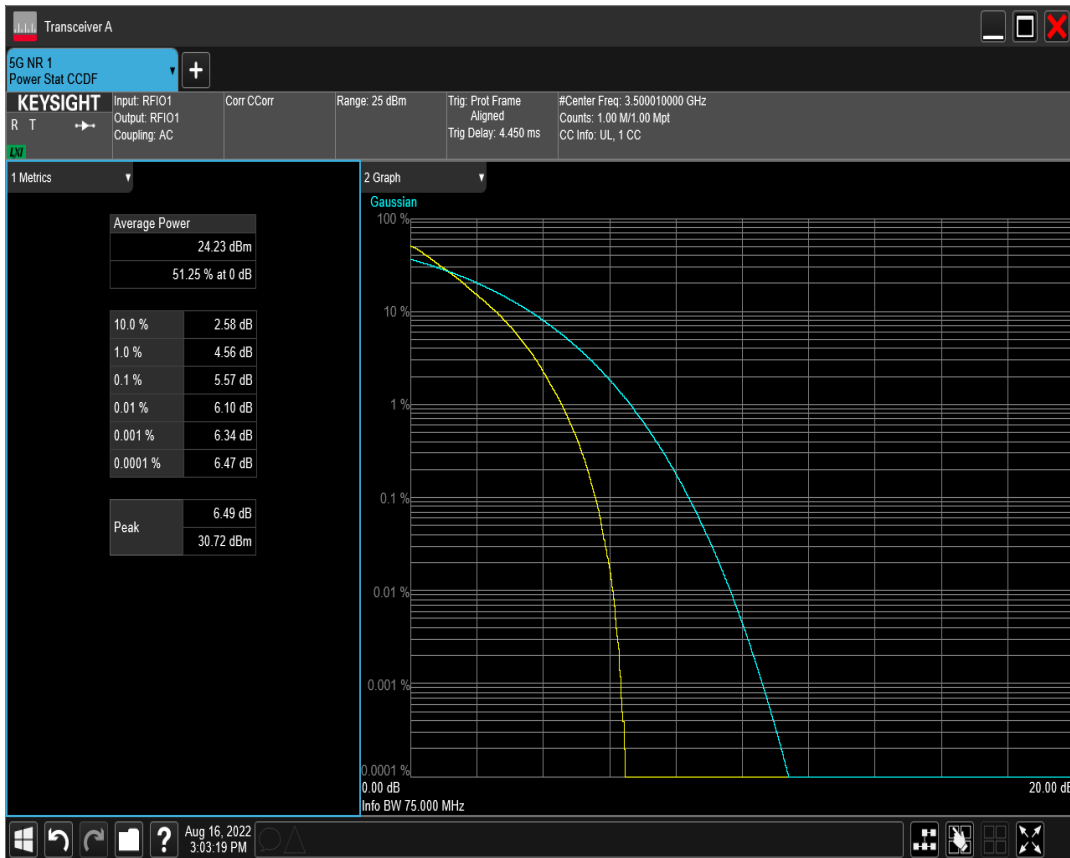 Transceiver A
5G NR 1
Power Stat CCDF
+
KEYSIGHT
R T
LXI
Input: RFIO1
Output: RFIO1
Coupling: AC
Corr CCorr
Range: 25 dBm
Trig: Prot Frame
Aligned
Trig Delay: 4.450 ms
#Center Freq: 3.500010000 GHz
Counts: 1.00 M/1.00 Mpt
CC Info: UL, 1 CC
1 Metrics
Average Power
24.23 dBm
51.25 % at 0 dB
10.0 % 2.58 dB
1.0 % 4.56 dB
0.1 % 5.57 dB
0.01 % 6.10 dB
0.001 % 6.34 dB
0.0001 % 6.47 dB
Peak
6.49 dB
30.72 dBm
2 Graph
Gaussian
100 %
10 %
1 %
0.1 %
0.01 %
0.001 %
0.0001 %
0.00 dB 20.00 dB
Info BW 75.000 MHz
?
Aug 16, 2022
3:03:19 PM